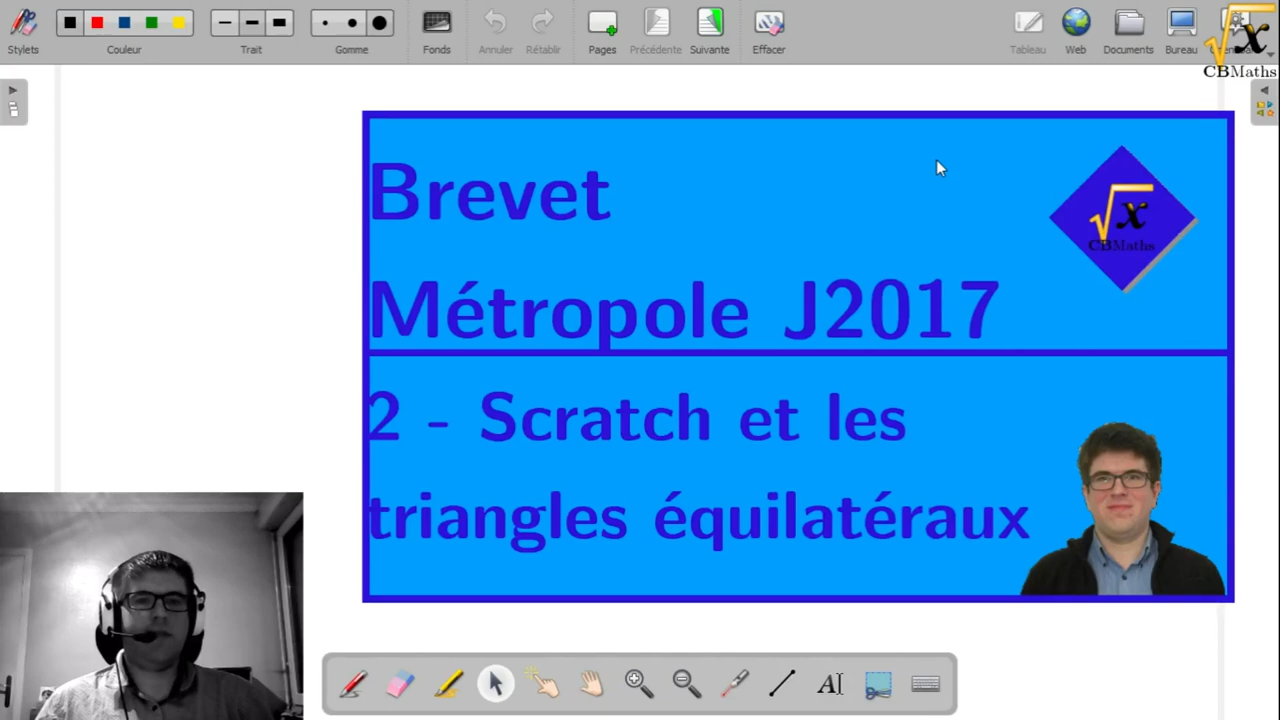 Stylets
Couleur
Trait
Gomme
Fonds
Annuler
Rétablir
Pages
Précédente
Suivante
Effacer
Tableau
Web
Documents
Bureau
CBMaths
Brevet
Métropole J2017
CBMaths
2 - Scratch et les
triangles équilatéraux